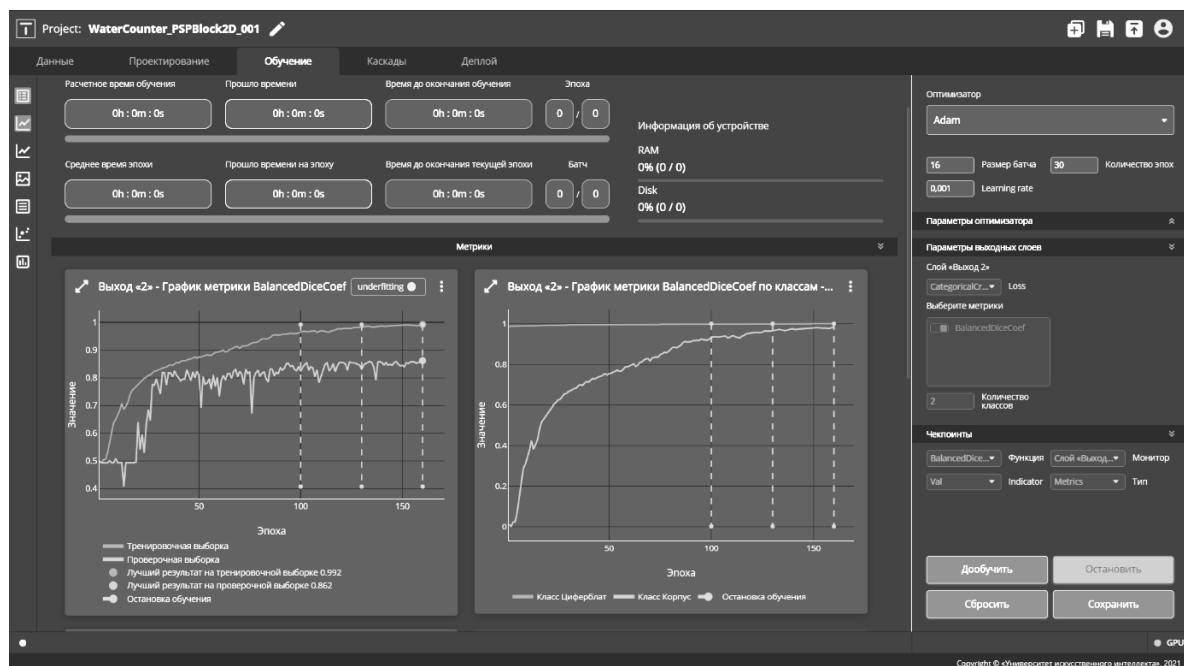 Project: WaterCounter_PSPBlock2D_001
Данные Проектирование Обучение Каскады Деплой
Расчетное время обучения Прошло времени Время до окончания обучения Эпоха
0h : 0m : 0s 0h : 0m : 0s 0h : 0m : 0s 0 / 0
Среднее время эпохи Прошло времени на эпоху Время до окончания текущей эпохи Батч
0h : 0m : 0s 0h : 0m : 0s 0h : 0m : 0s 0 / 0
Информация об устройстве
RAM
0% (0 / 0)
Disk
0% (0 / 0)
Метрики
Выход «2» - График метрики BalancedDiceCoef underfitting
1
0.9
0.8
0.7
0.6
0.5
0.4
Значение
50 100 150
Эпоха
Тренировочная выборка
Проверочная выборка
Лучший результат на тренировочной выборке 0.992
Лучший результат на проверочной выборке 0.862
Остановка обучения
Выход «2» - График метрики BalancedDiceCoef по классам -...
1
0.8
0.6
0.4
0.2
0
Значение
50 100 150
Эпоха
Класс Циферблат Класс Корпус Остановка обучения
Оптимизатор
Adam
16 Размер батча 30 Количество эпох
0,001 Learning rate
Параметры оптимизатора
Параметры выходных слоев
Слой «Выход 2»
CategoricalCr... Loss
Выберите метрики
BalancedDiceCoef
2 Количество
классов
Чекпоинты
BalancedDice... Функция Слой «Выход... Монитор
Val Indicator Metrics Тип
Дообучить Остановить
Сбросить Сохранить
GPU
Copyright © «Университет искусственного интеллекта», 2021